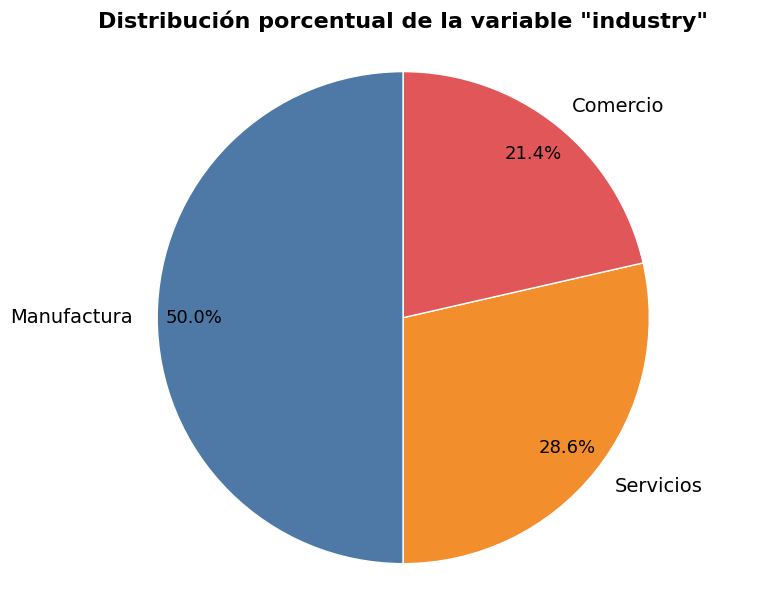 Distribución porcentual de la variable "industry"
Comercio
21.4%
Manufactura
50.0%
28.6%
Servicios